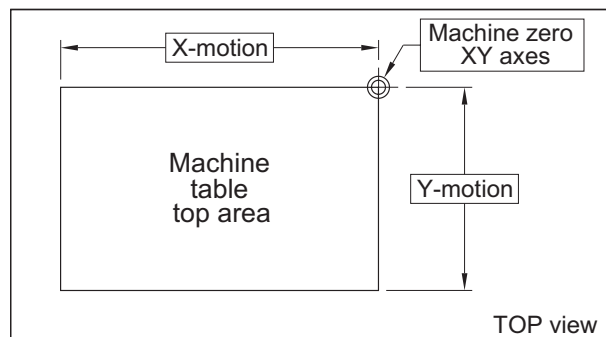 X-motion
Machine zero
XY axes
Machine
table
top area
Y-motion
TOP view